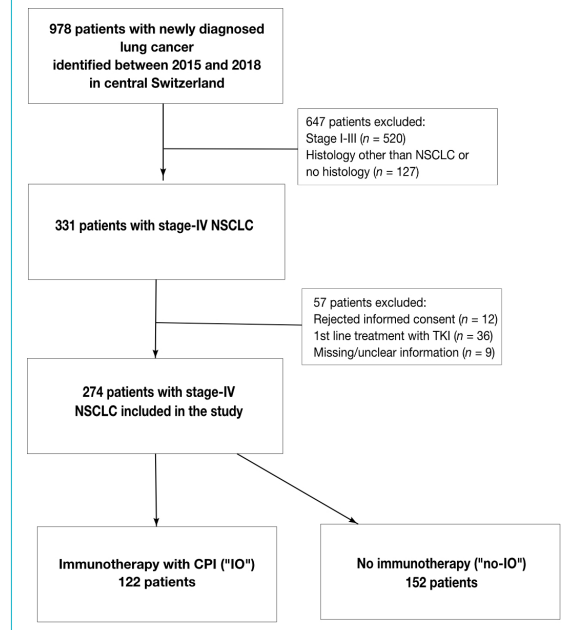 978 patients with newly diagnosed
lung cancer
identified between 2015 and 2018
in central Switzerland
647 patients excluded:
Stage I-III (n = 520)
Histology other than NSCLC or
no histology (n = 127)
331 patients with stage-IV NSCLC
57 patients excluded:
Rejected informed consent (n = 12)
1st line treatment with TKI (n = 36)
Missing/unclear information (n = 9)
274 patients with stage-IV
NSCLC included in the study
Immunotherapy with CPI ("IO")
122 patients
No immunotherapy ("no-IO")
152 patients